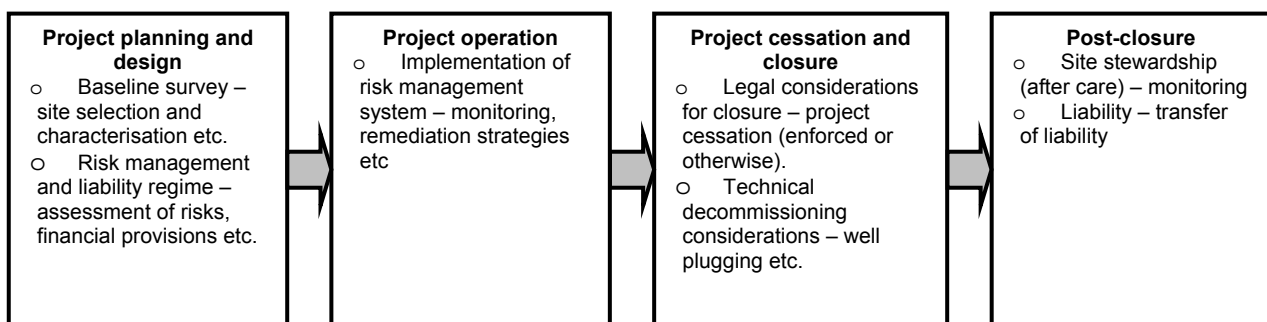 Project planning and
design
o Baseline survey –
site selection and
characterisation etc.
o Risk management
and liability regime –
assessment of risks,
financial provisions etc.
Project operation
o Implementation of
risk management
system – monitoring,
remediation strategies
etc
Project cessation and
closure
o Legal considerations
for closure – project
cessation (enforced or
otherwise).
o Technical
decommissioning
considerations – well
plugging etc.
Post-closure
o Site stewardship
(after care) – monitoring
o Liability – transfer
of liability